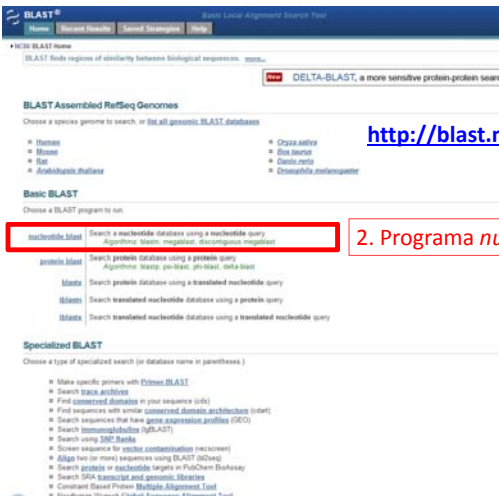 BLAST®
Basic Local Alignment Search Tool
Home Recent Results Saved Strategies Help
NCBI/ BLAST Home
BLAST finds regions of similarity between biological sequences. more...
New DELTA-BLAST, a more sensitive protein-protein sear
BLAST Assembled RefSeq Genomes
Choose a species genome to search, or list all genomic BLAST databases
http://blast.n
Human
Mouse
Rat
Arabidopsis thaliana
Oryza sativa
Bos taurus
Danio rerio
Drosophila melanogaster
Basic BLAST
Choose a BLAST program to run.
nucleotide blast Search a nucleotide database using a nucleotide query
Algorithms: blastn, megablast, discontiguous megablast
2. Programa nu
protein blast Search protein database using a protein query
Algorithms: blastp, psi-blast, phi-blast, delta-blast
blastx Search protein database using a translated nucleotide query
tblastn Search translated nucleotide database using a protein query
tblastx Search translated nucleotide database using a translated nucleotide query
Specialized BLAST
Choose a type of specialized search (or database name in parentheses.)
Make specific primers with Primer-BLAST
Search trace archives
Find conserved domains in your sequence (cds)
Find sequences with similar conserved domain architecture (cdart)
Search sequences that have gene expression profiles (GEO)
Search immunoglobulins (IgBLAST)
Search using SNP flanks
Screen sequence for vector contamination (vecscreen)
Align two (or more) sequences using BLAST (bl2seq)
Search protein or nucleotide targets in PubChem BioAssay
Search SRA transcript and genomic libraries
Constraint Based Protein Multiple Alignment Tool
Needleman-Wunsch Global Sequence Alignment Tool